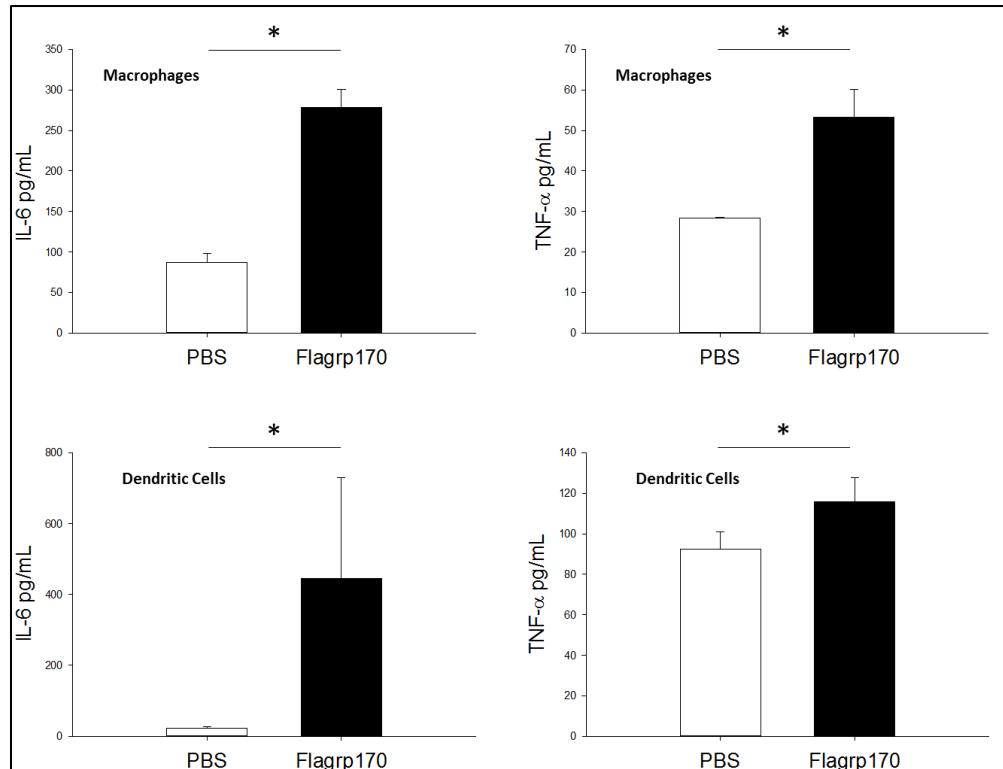 *
350
300
250
200
150
100
50
0
Macrophages
IL-6 pg/mL
PBS Flagrp170
*
70
60
50
40
30
20
10
0
Macrophages
TNF-α pg/mL
PBS Flagrp170
*
800
600
400
200
0
Dendritic Cells
IL-6 pg/mL
PBS Flagrp170
*
140
120
100
80
60
40
20
0
Dendritic Cells
TNF-α pg/mL
PBS Flagrp170